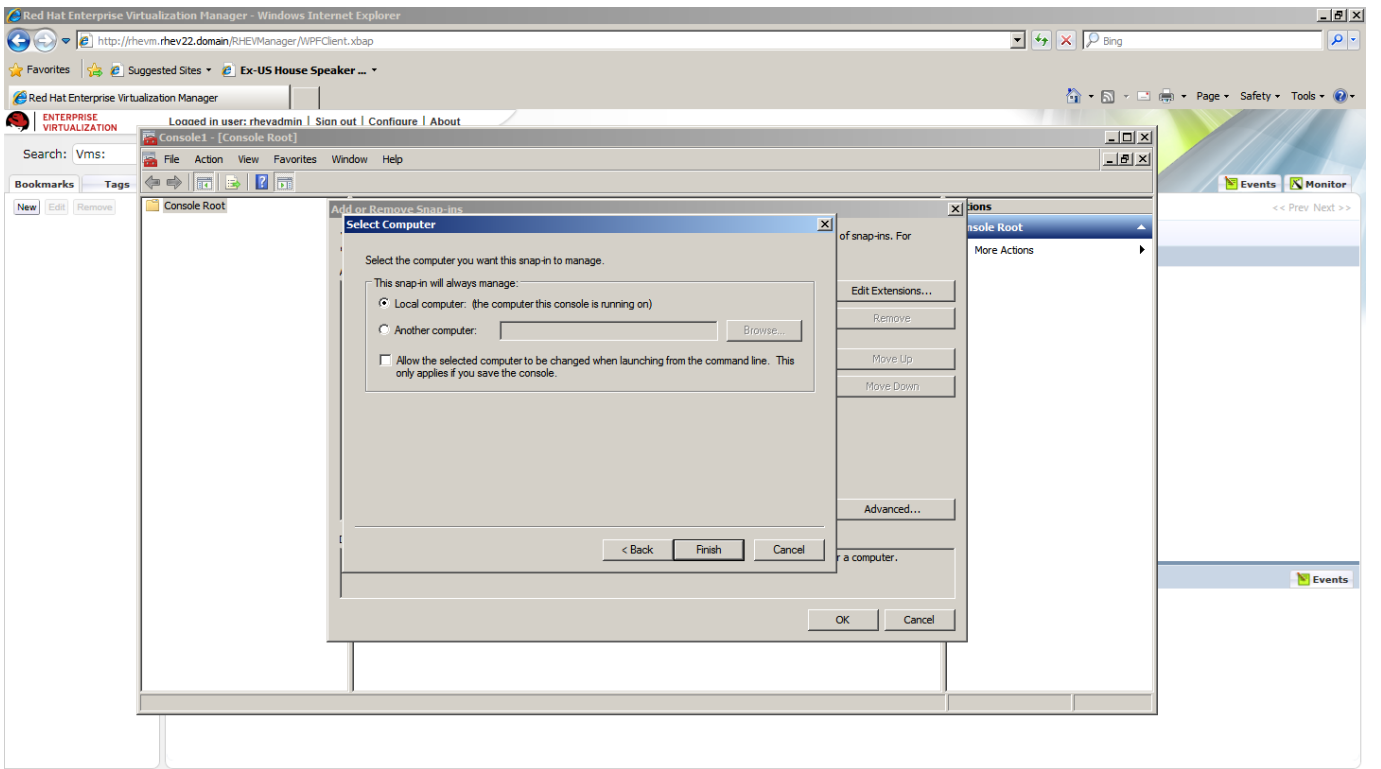 Red Hat Enterprise Virtualization Manager - Windows Internet Explorer
http://rhevm.rhev22.domain/RHEVManager/WPFClient.xbap
Bing
Favorites
Suggested Sites
Ex-US House Speaker ...
Red Hat Enterprise Virtualization Manager
Page
Safety
Tools
ENTERPRISE
VIRTUALIZATION
Logged in user: rhevadmin | Sign out | Configure | About
Search: Vms:
Bookmarks
Tags
Events
Monitor
New
Edit
Remove
<< Prev Next >>
Console1 - [Console Root]
File Action View Favorites Window Help
Console Root
Add or Remove Snap-ins
of snap-ins. For
Edit Extensions...
Remove
Move Up
Move Down
Advanced...
r a computer.
OK
Cancel
Select Computer
Select the computer you want this snap-in to manage.
This snap-in will always manage:
Local computer: (the computer this console is running on)
Another computer:
Browse...
Allow the selected computer to be changed when launching from the command line. This
only applies if you save the console.
< Back
Finish
Cancel
tions
nsole Root
More Actions
Events